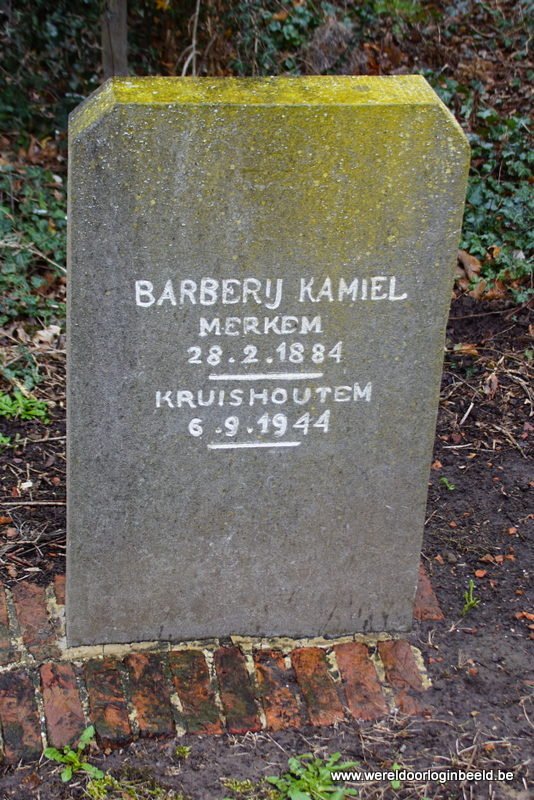 BARBERIJ KAMIEL
MERKEM
28.2.1884
KRUISHOUTEM
6.9.1944
www.wereldoorloginbeeld.be